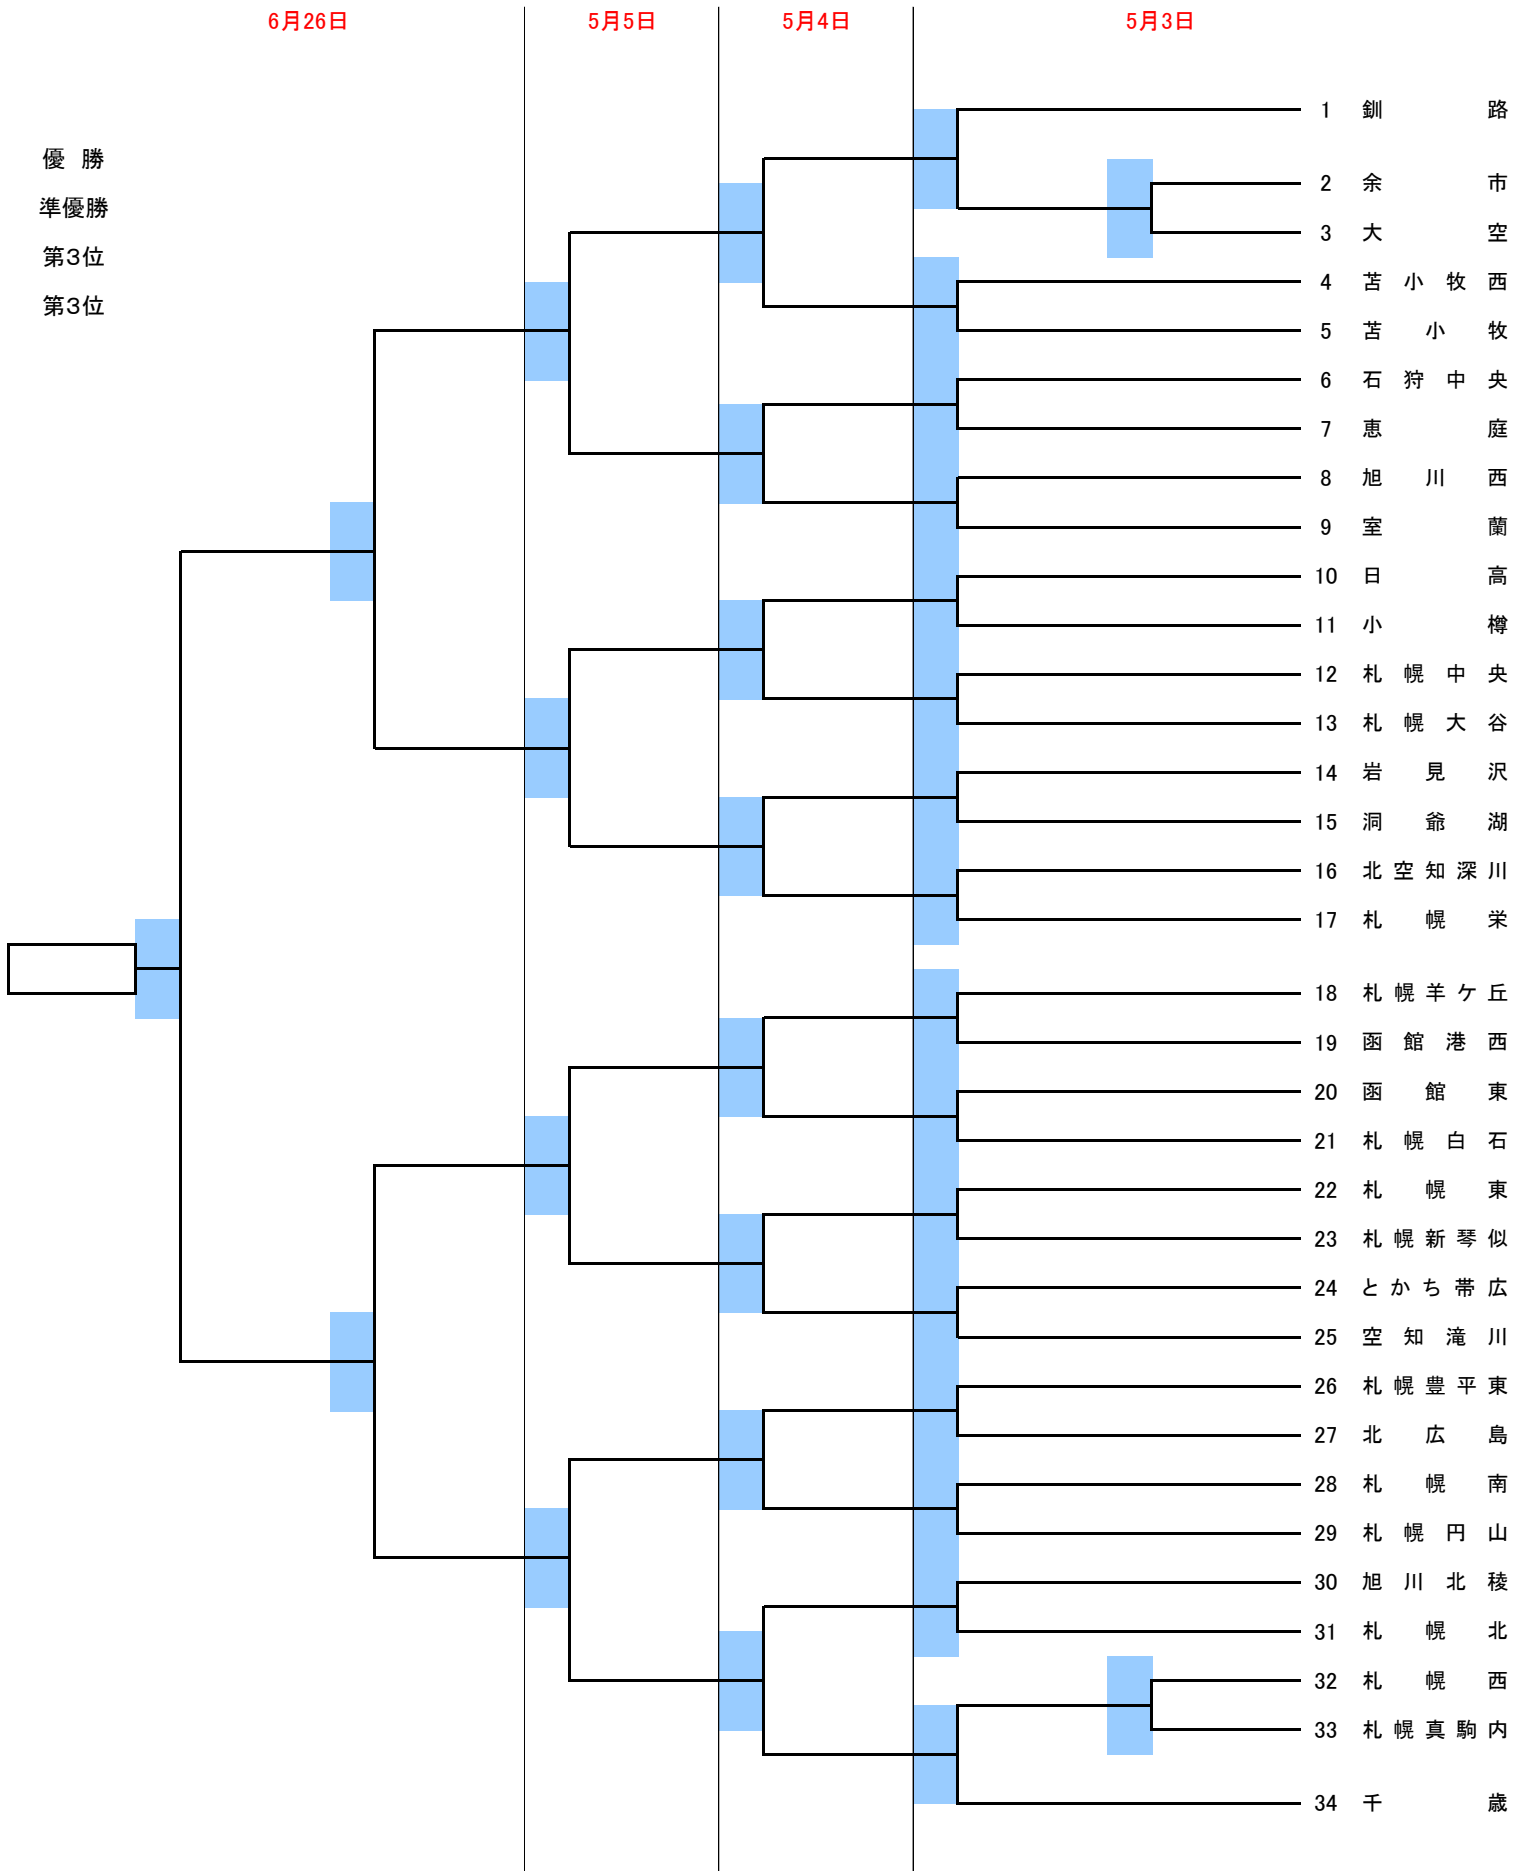 6月26日 5月5日 5月4日 5月3日
優勝
準優勝
第3位
第3位
1 釧路
2 余市
3 大空
4 苫小牧西
5 苫小牧
6 石狩中央
7 恵庭
8 旭川西
9 室蘭
10 日高
11 小樽
12 札幌中央
13 札幌大谷
14 岩見沢
15 洞爺湖
16 北空知深川
17 札幌栄
18 札幌羊ケ丘
19 函館港西
20 函館東
21 札幌白石
22 札幌東
23 札幌新琴似
24 とかち帯広
25 空知滝川
26 札幌豊平東
27 北広島
28 札幌南
29 札幌円山
30 旭川北稜
31 札幌北
32 札幌西
33 札幌真駒内
34 千歳